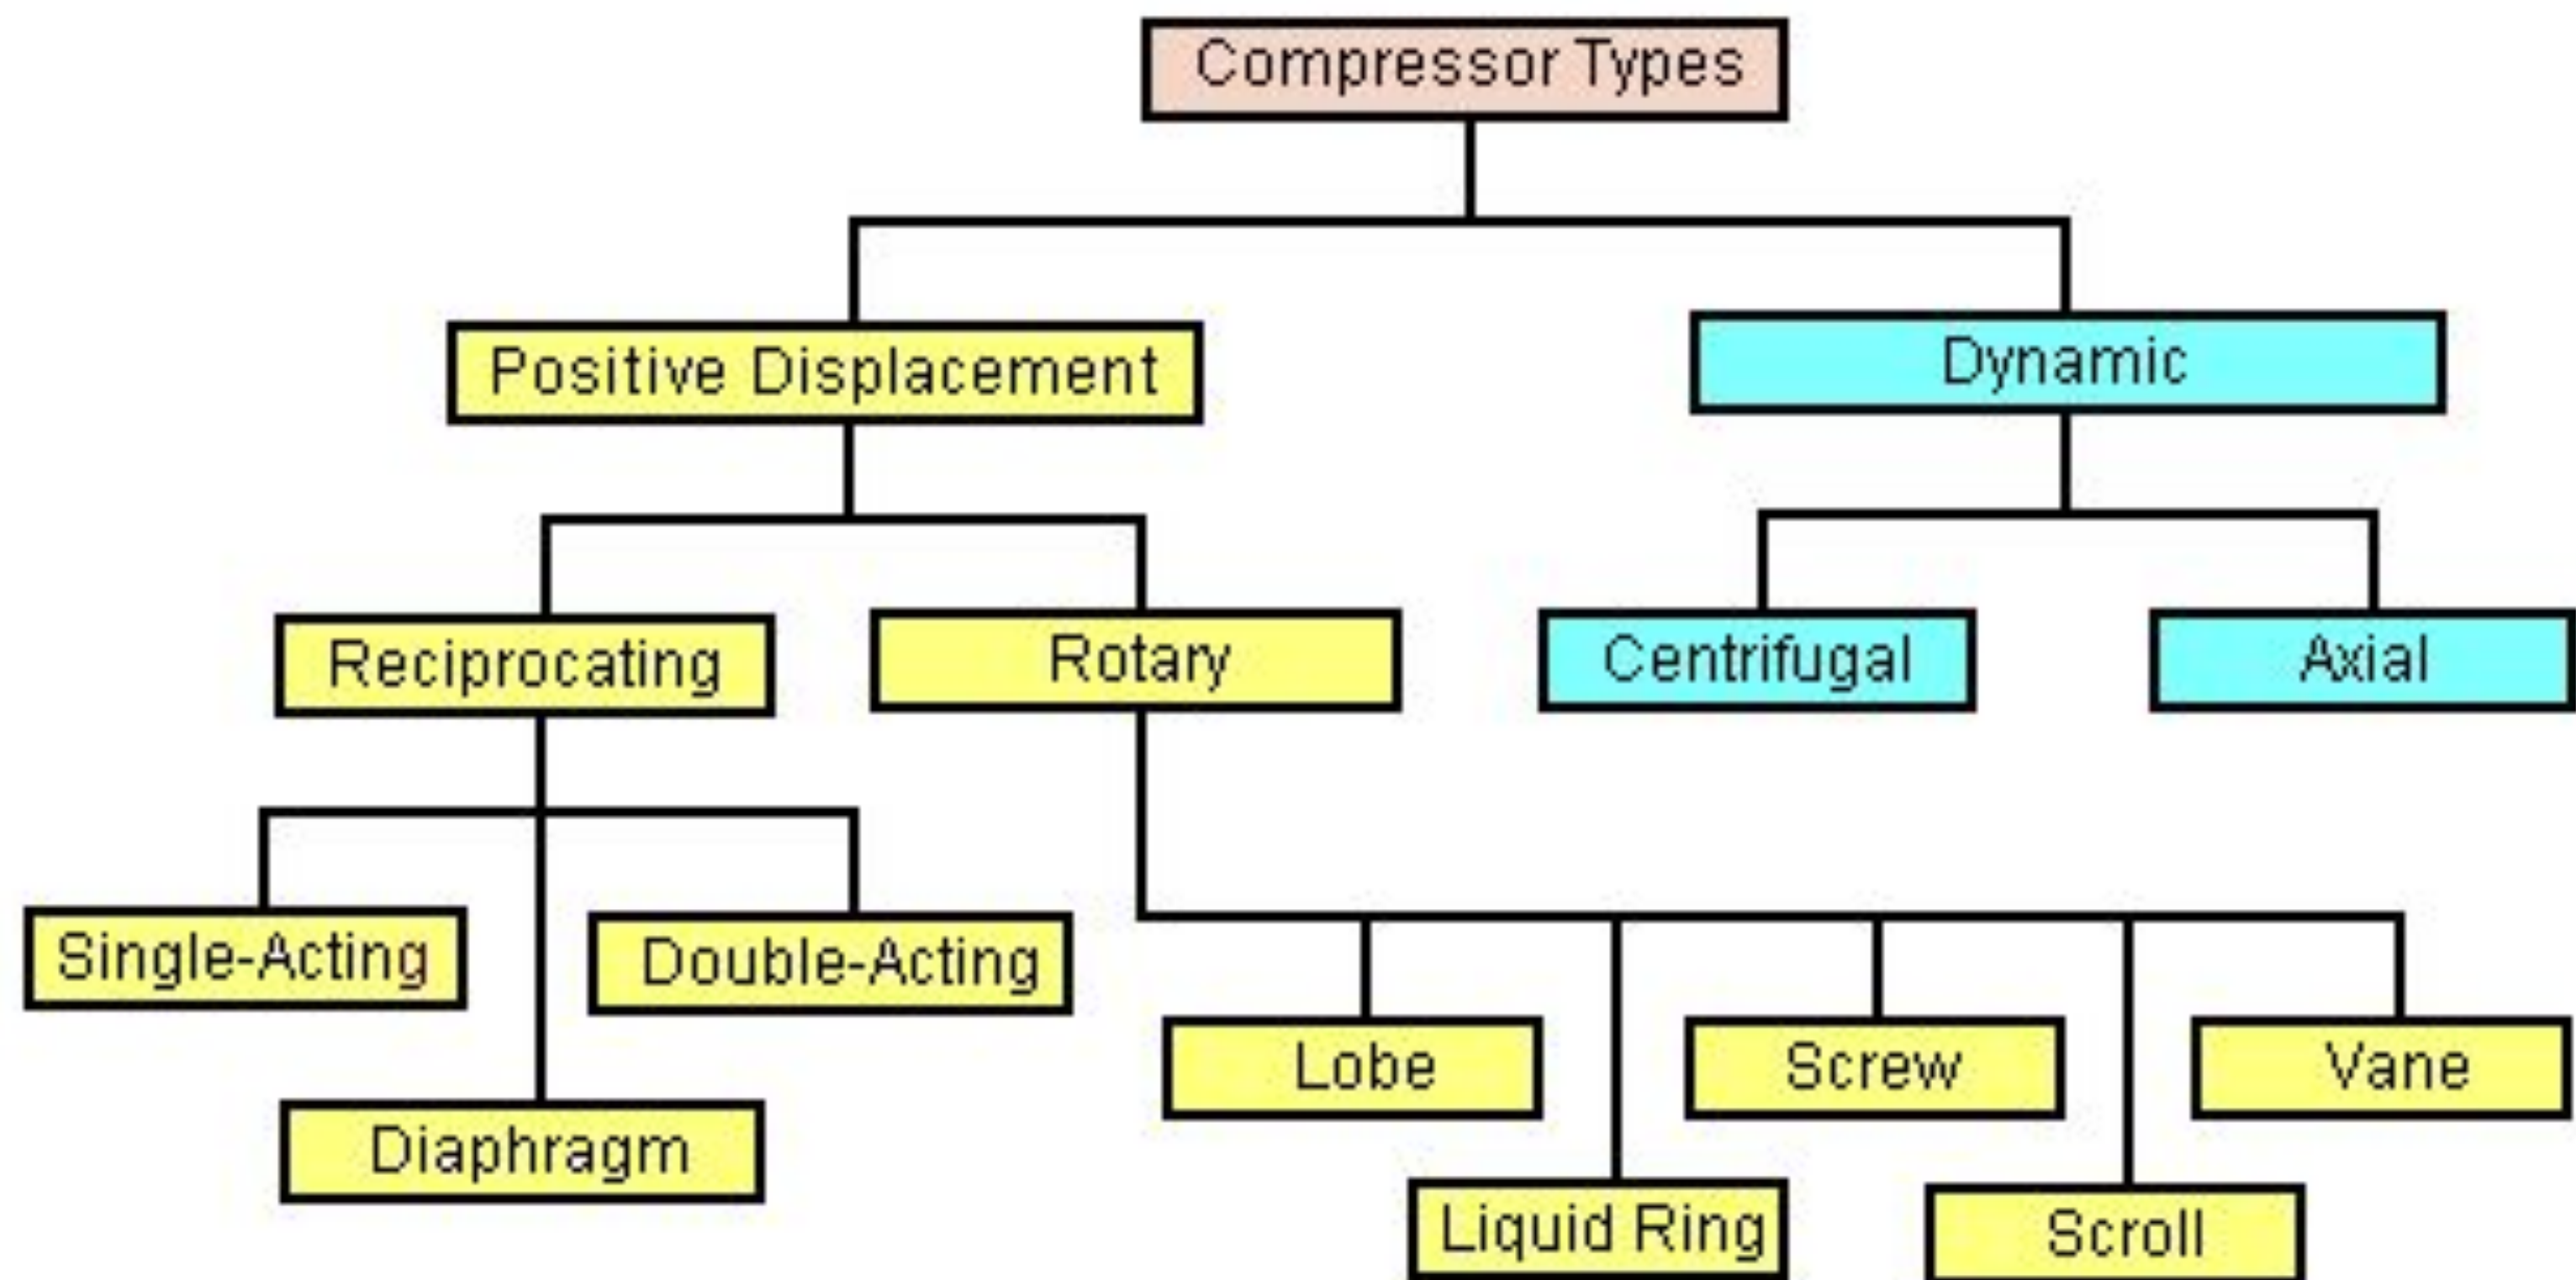 Compressor Types
Positive Displacement
Dynamic
Reciprocating
Rotary
Centrifugal
Axial
Single-Acting
Double-Acting
Diaphragm
Lobe
Screw
Vane
Liquid Ring
Scroll